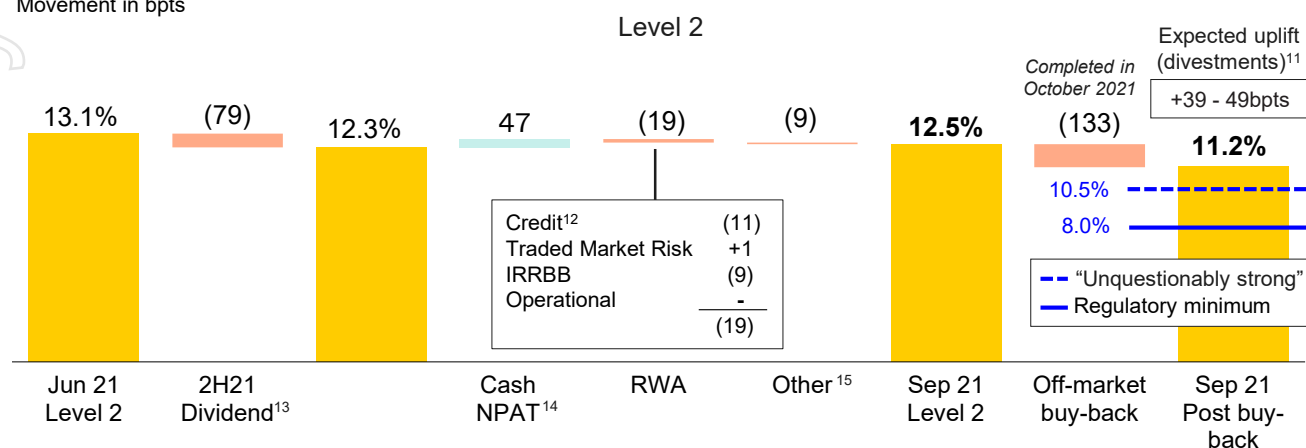 Movement in bpts
Level 2
Expected uplift
(divestments)11
Completed in
October 2021
+39 - 49bpts
13.1%
(79)
12.3%
47
(19)
(9)
12.5%
(133)
11.2%
10.5%
8.0%
Credit12 (11)
Traded Market Risk +1
IRRBB (9)
Operational -
(19)
"Unquestionably strong"
Regulatory minimum
Jun 21
Level 2
2H21
Dividend13
Cash
NPAT14
RWA
Other15
Sep 21
Level 2
Off-market
buy-back
Sep 21
Post buy-
back